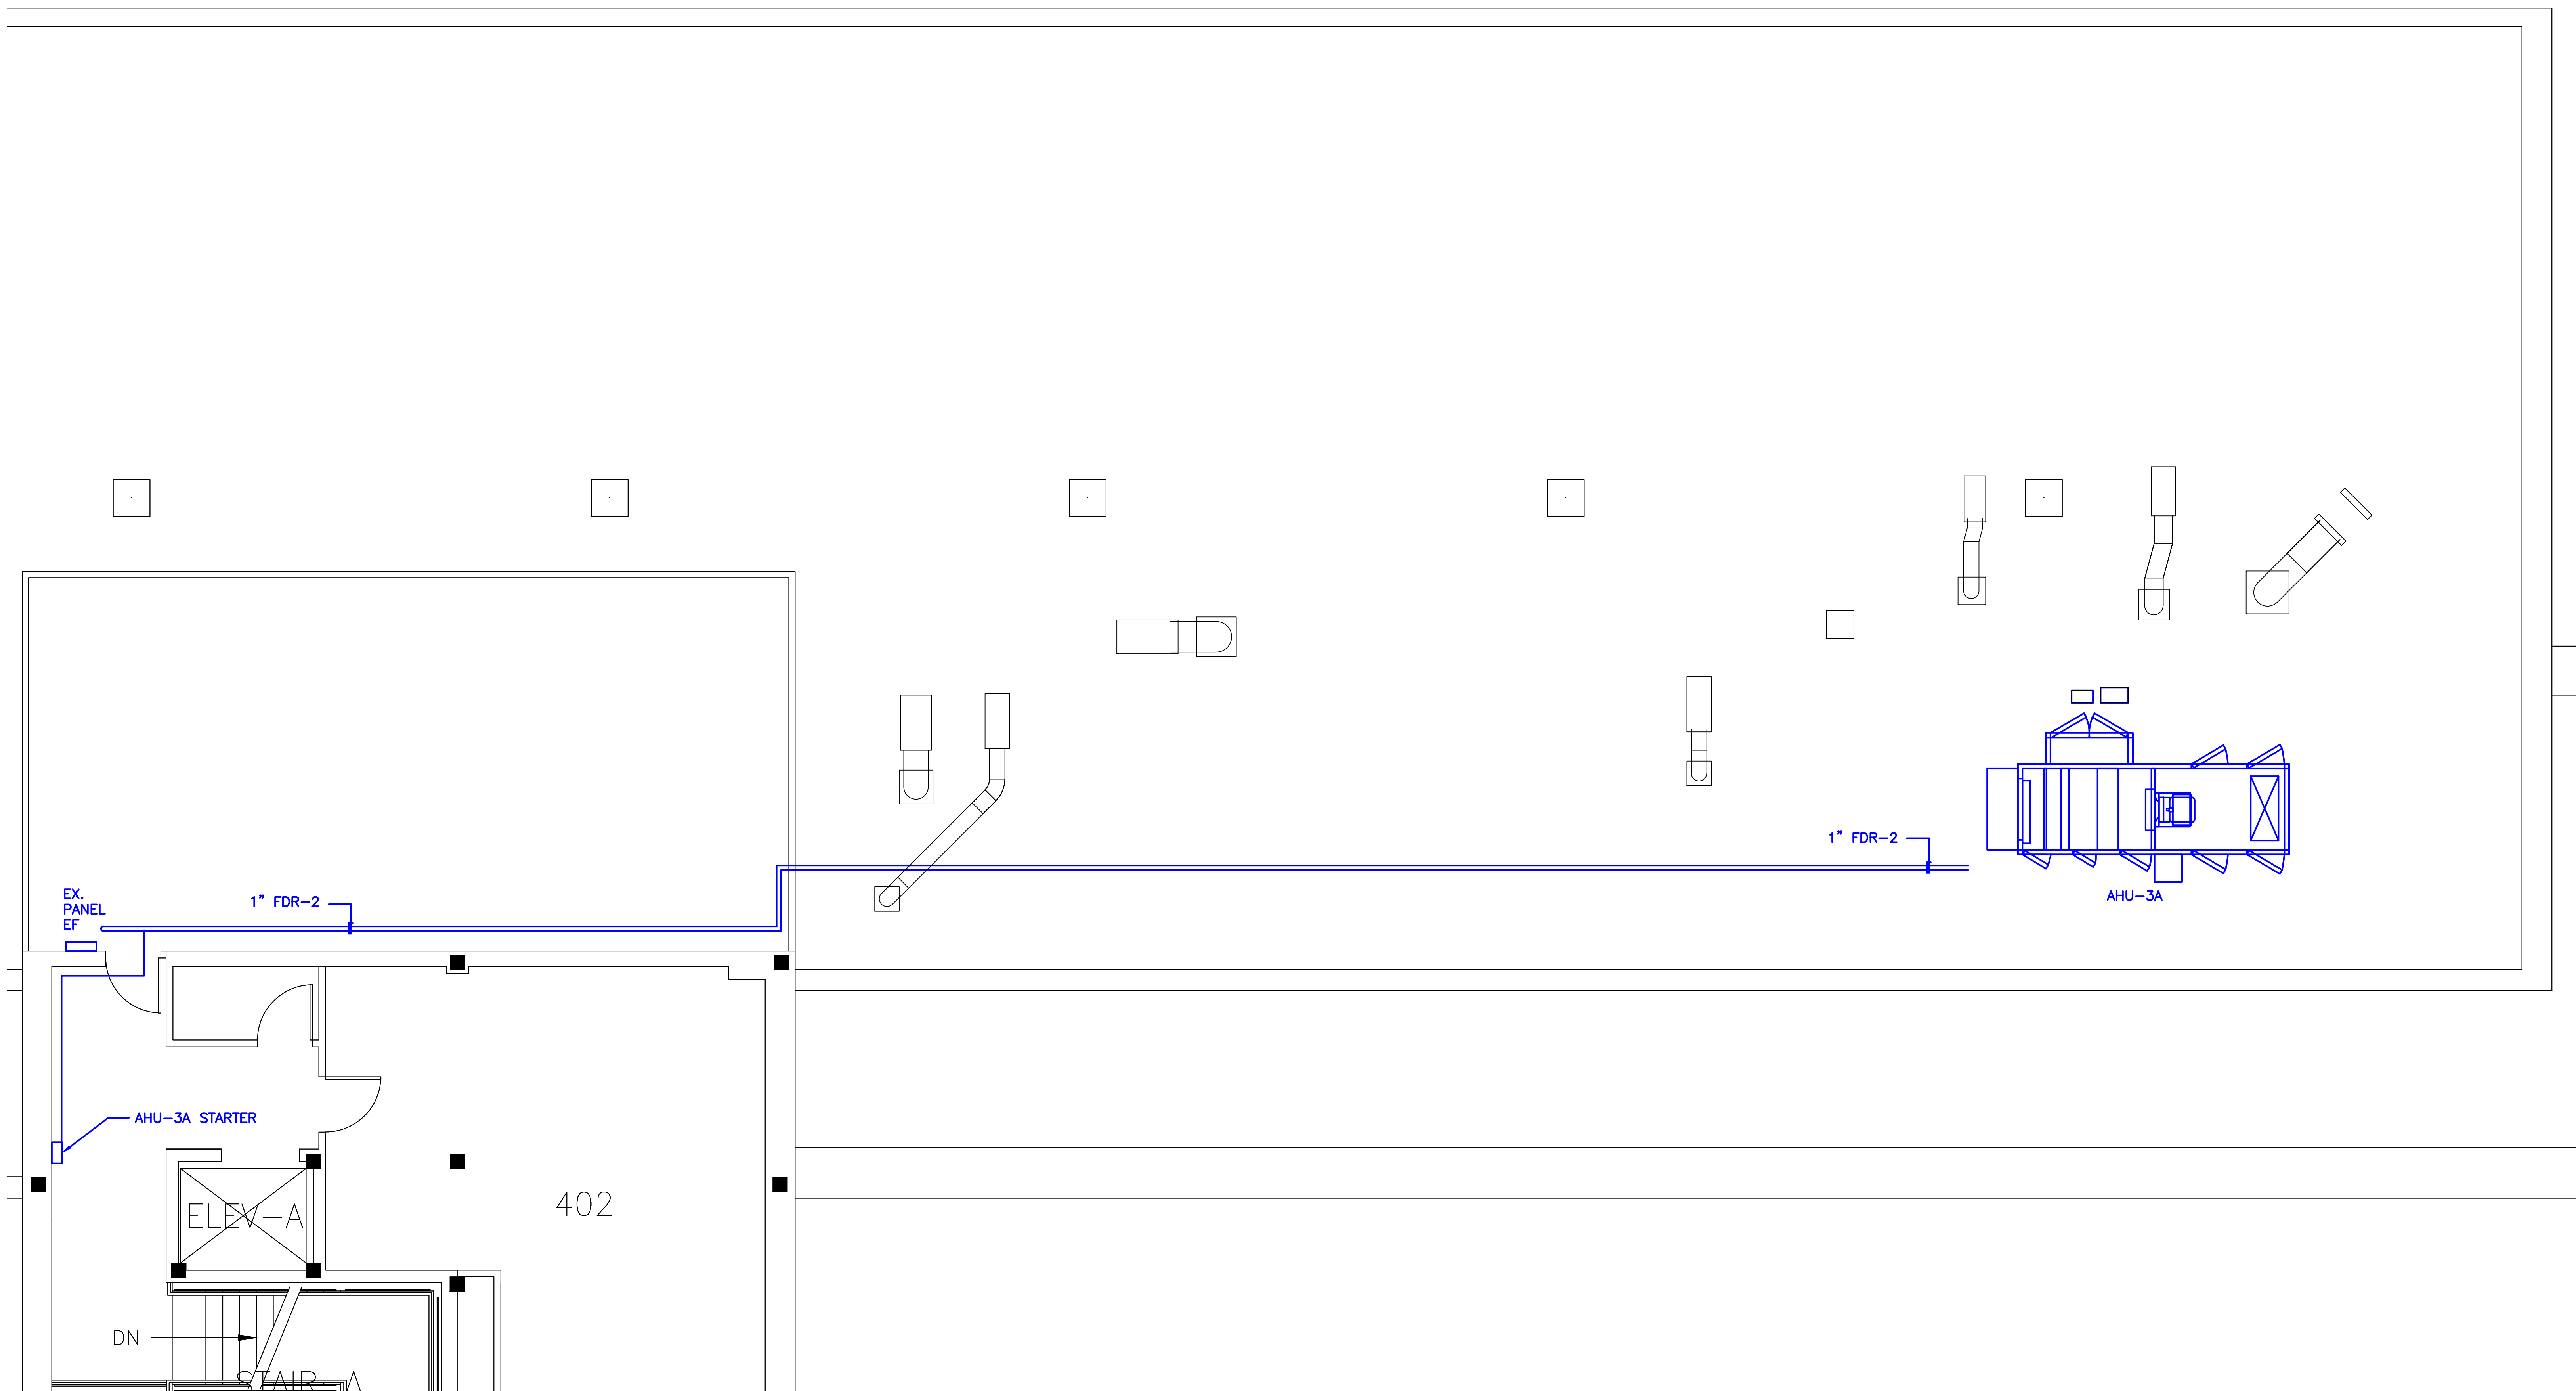 1” FDR-2
AHU-3A
EX.
PANEL
EF
1” FDR-2
AHU-3A STARTER
ELEV-A
402
DN
STAIR A